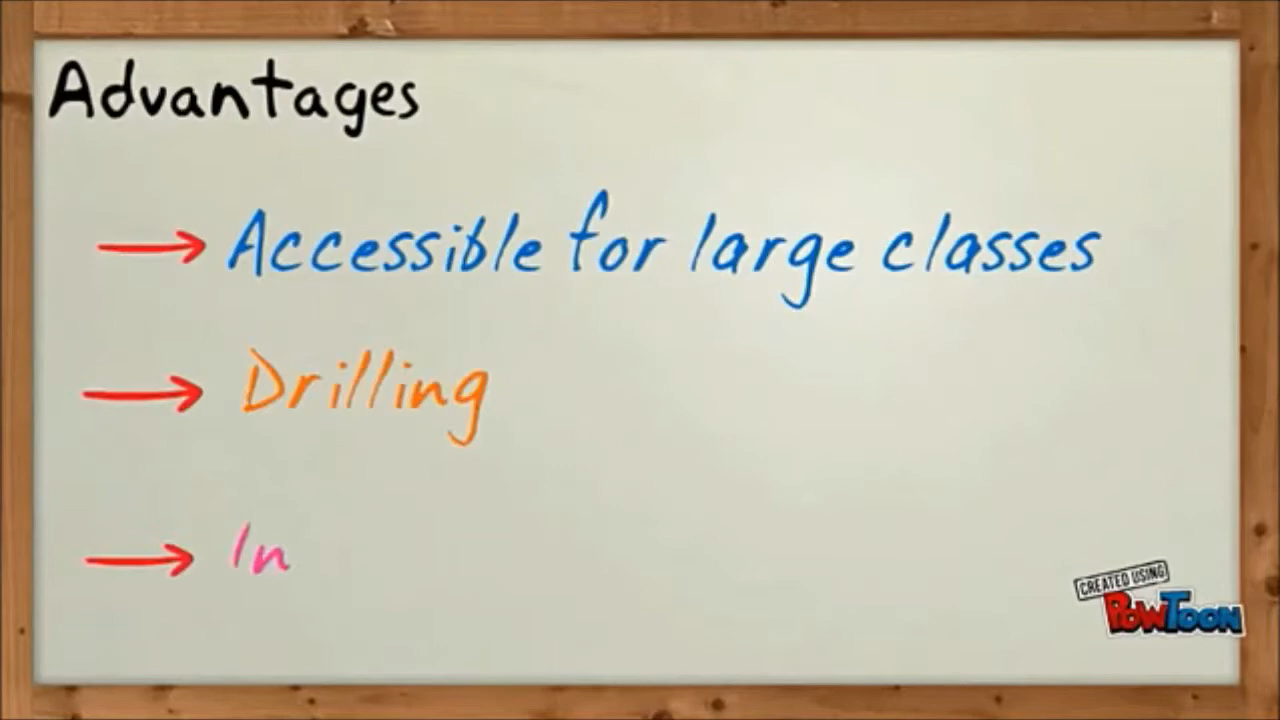 Advantages
Accessible for large classes
Drilling
In
CREATED USING
POWTOON